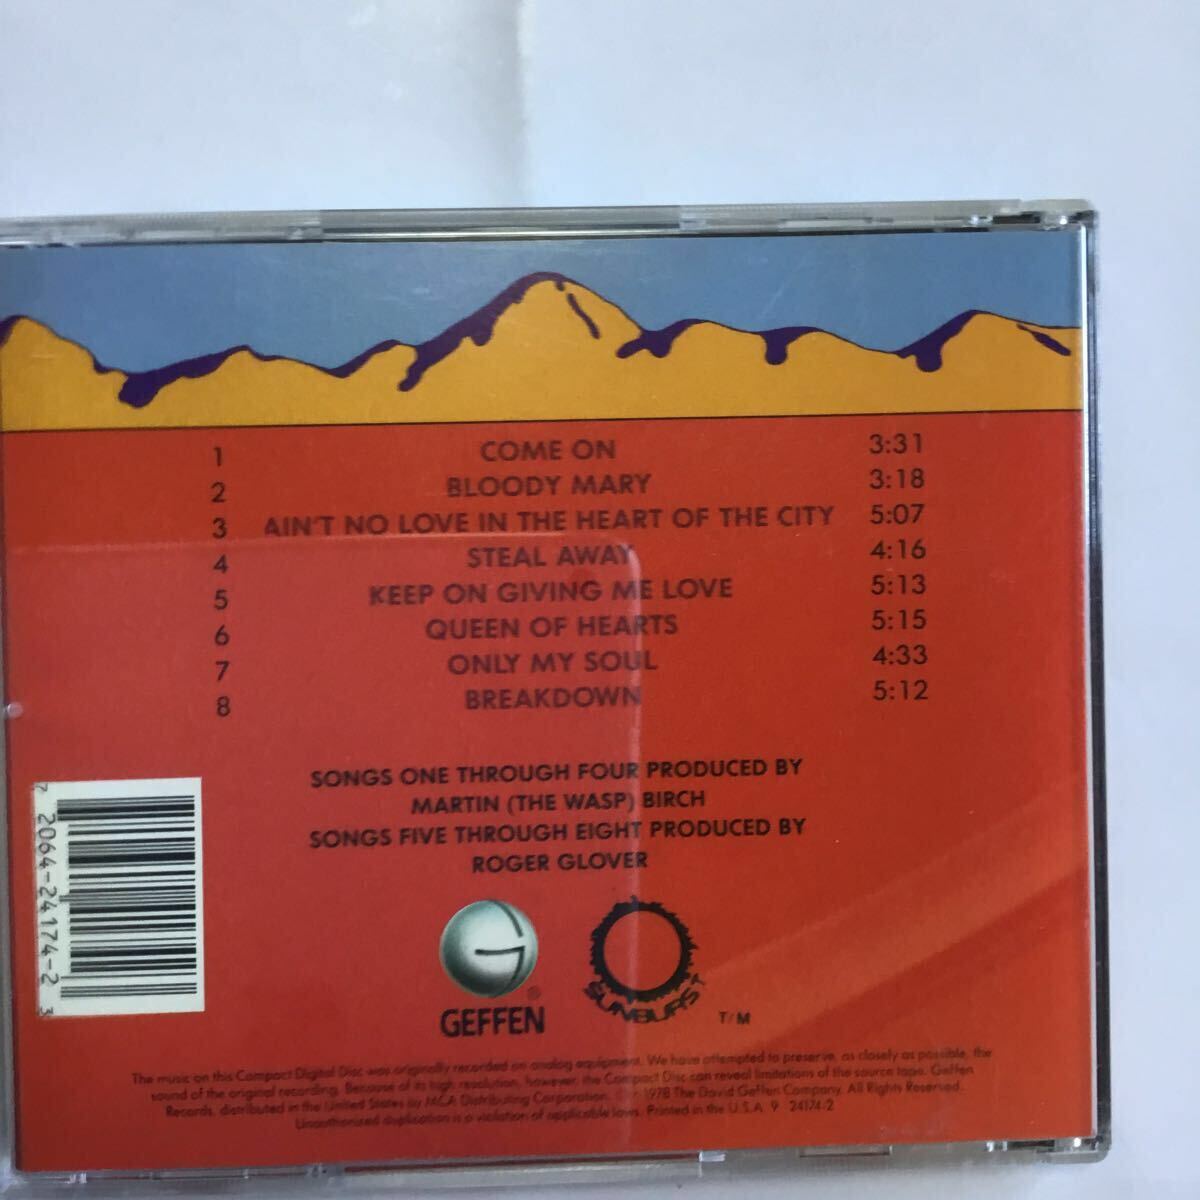 1 COME ON 3:31
2 BLOODY MARY 3:18
3 AIN'T NO LOVE IN THE HEART OF THE CITY 5:07
4 STEAL AWAY 4:16
5 KEEP ON GIVING ME LOVE 5:13
6 QUEEN OF HEARTS 5:15
7 ONLY MY SOUL 4:33
8 BREAKDOWN 5:12
SONGS ONE THROUGH FOUR PRODUCED BY
MARTIN (THE WASP) BIRCH
SONGS FIVE THROUGH EIGHT PRODUCED BY
ROGER GLOVER
7 2064-24174-2 3
GEFFEN
SUNBURST T/M
The music on this Compact Digital Disc was originally recorded on analog equipment. We have attempted to preserve, as closely as possible, the
sound of the original recording. Because of its high resolution, however, the Compact Disc can reveal limitations of the source tape. Geffen
Records, distributed in the United States by MCA Distributing Corporation. 1978 The David Geffen Company. All Rights Reserved.
Unauthorized duplication is a violation of applicable laws. Printed in the U.S.A. 9 24174-2